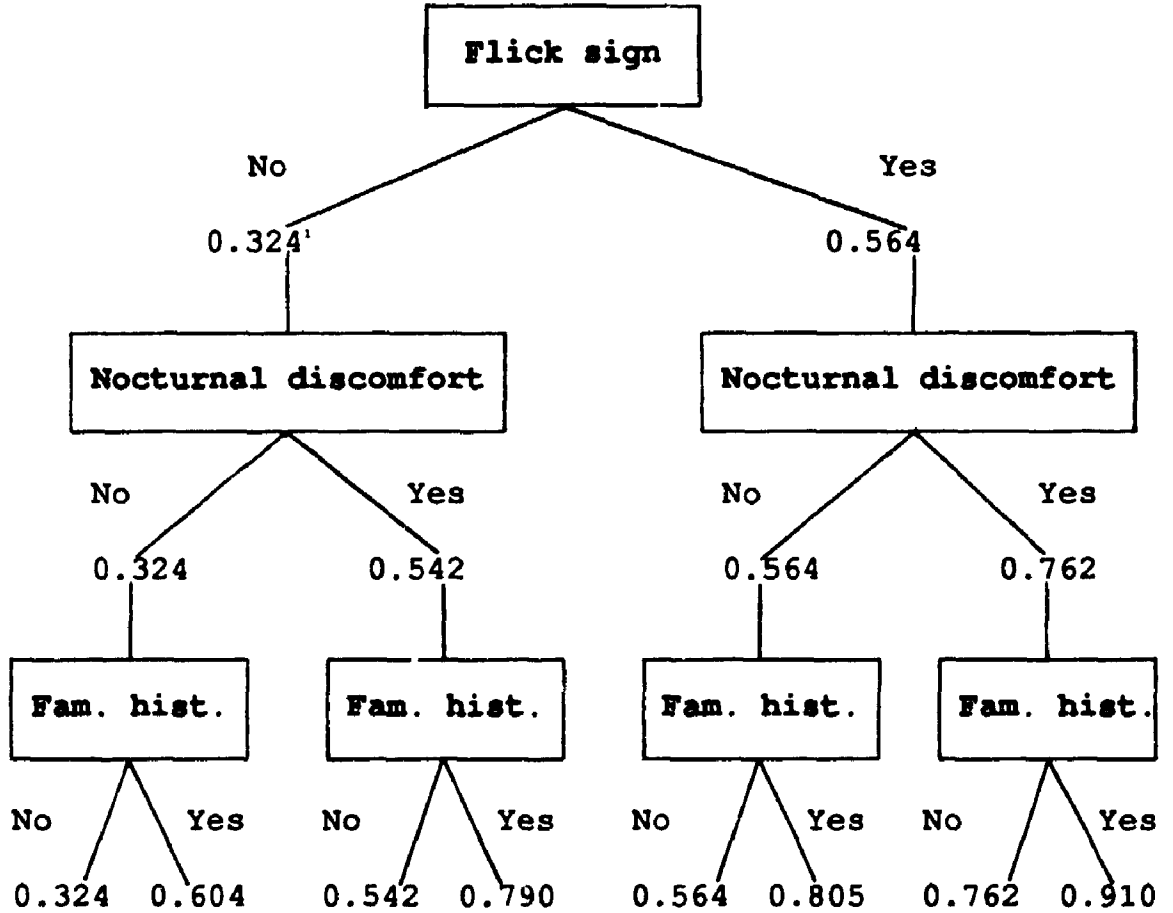 Flick sign
No Yes
0.324¹ 0.564
Nocturnal discomfort Nocturnal discomfort
No Yes No Yes
0.324 0.542 0.564 0.762
Fam. hist. Fam. hist. Fam. hist. Fam. hist.
No Yes No Yes No Yes No Yes
0.324 0.604 0.542 0.790 0.564 0.805 0.762 0.910